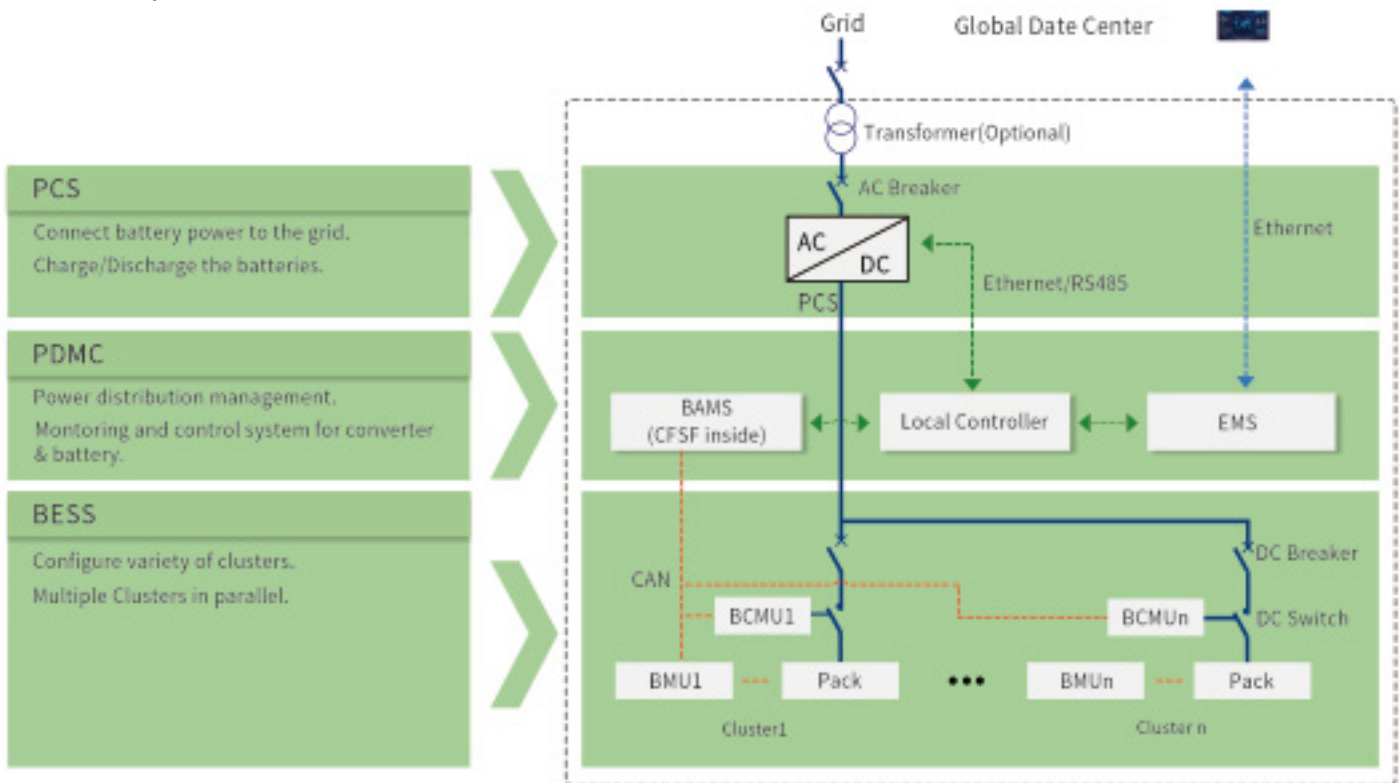 Grid
Global Date Center
Transformer(Optional)
PCS
Connect battery power to the grid.
Charge/Discharge the batteries.
AC Breaker
AC
DC
PCS
Ethernet/RS485
Ethernet
PDMC
Power distribution management.
Montoring and control system for converter
& battery.
BAMS
(CFSF inside)
Local Controller
EMS
BESS
Configure variety of clusters.
Multiple Clusters in parallel.
CAN
DC Breaker
BCMU1
BCMUn
DC Switch
BMU1
Pack
•••
BMUn
Pack
Cluster1
Cluster n